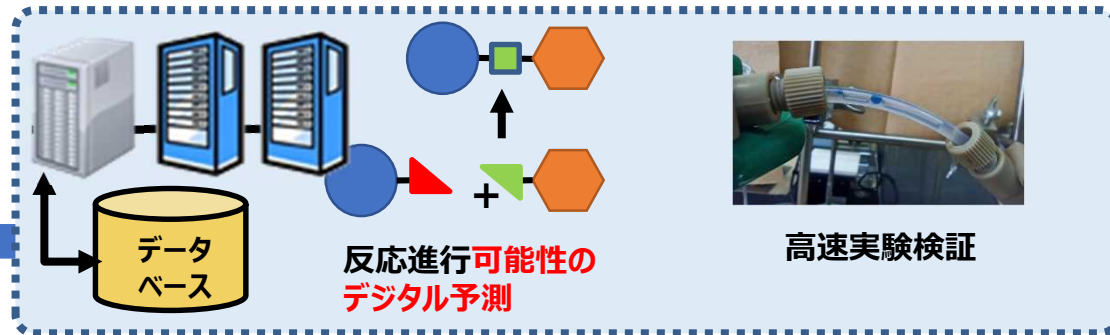 データ
ベース
反応進行可能性の
デジタル予測
高速実験検証
+